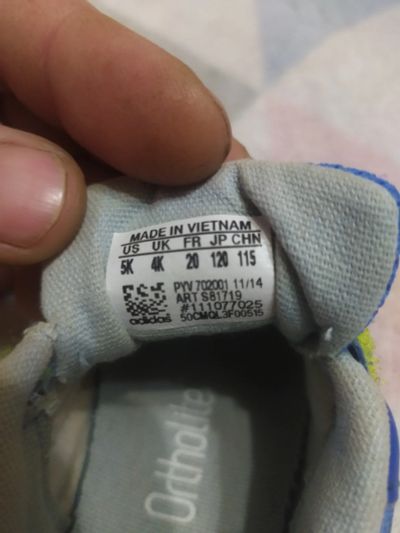 MADE IN VIETNAM
US UK FR JP CHN
5K 4K 20 120 115
PYV 702001 11/14
ART S81719
#111077025
adidas 50CMQL3F00515
Ortholite